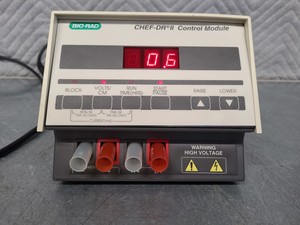 BIO-RAD
CHEF-DR®II Control Module
0.6
BLOCK
VOLTS/
CM
RUN
TIME(HRS)
START/
PAUSE
RAISE
LOWER
WARNING
HIGH VOLTAGE